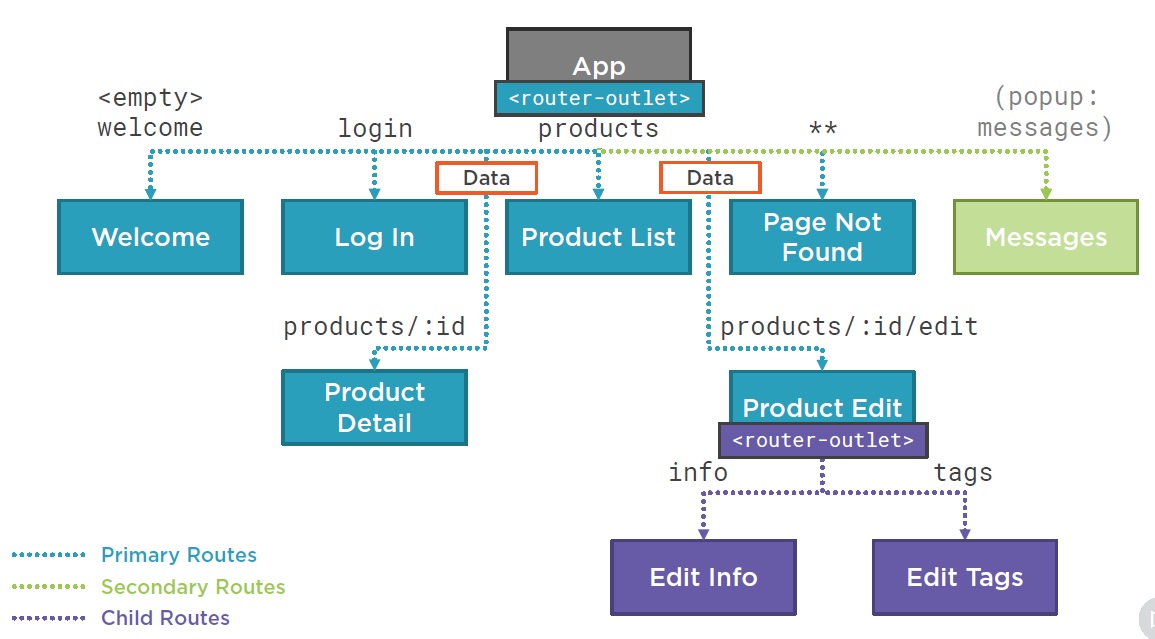 App
<router-outlet>
<empty>
welcome
login
products
**
(popup:
messages)
Data
Data
Welcome
Log In
Product List
Page Not
Found
Messages
products/:id
products/:id/edit
Product
Detail
Product Edit
<router-outlet>
info
tags
Edit Info
Edit Tags
Primary Routes
Secondary Routes
Child Routes